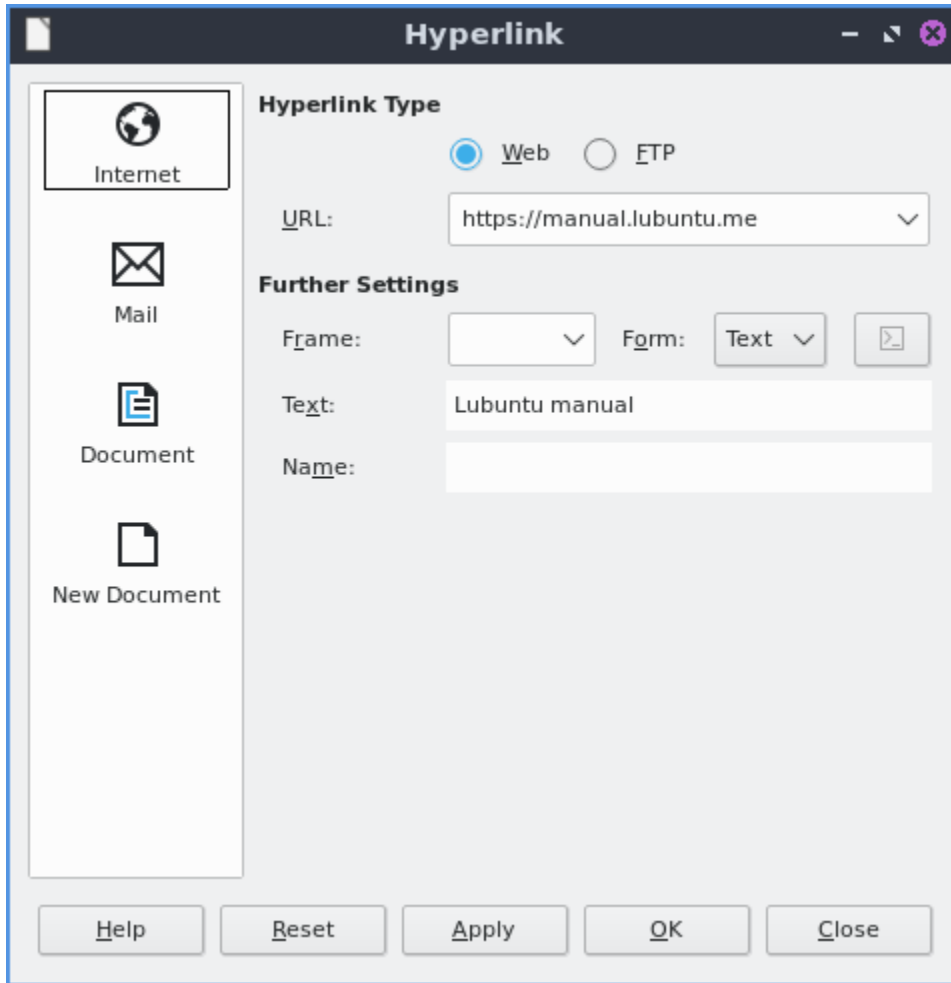 Hyperlink
Internet
Mail
Document
New Document
Hyperlink Type
Web FTP
URL: https://manual.lubuntu.me
Further Settings
Frame: Form: Text
Text: Lubuntu manual
Name:
Help Reset Apply OK Close